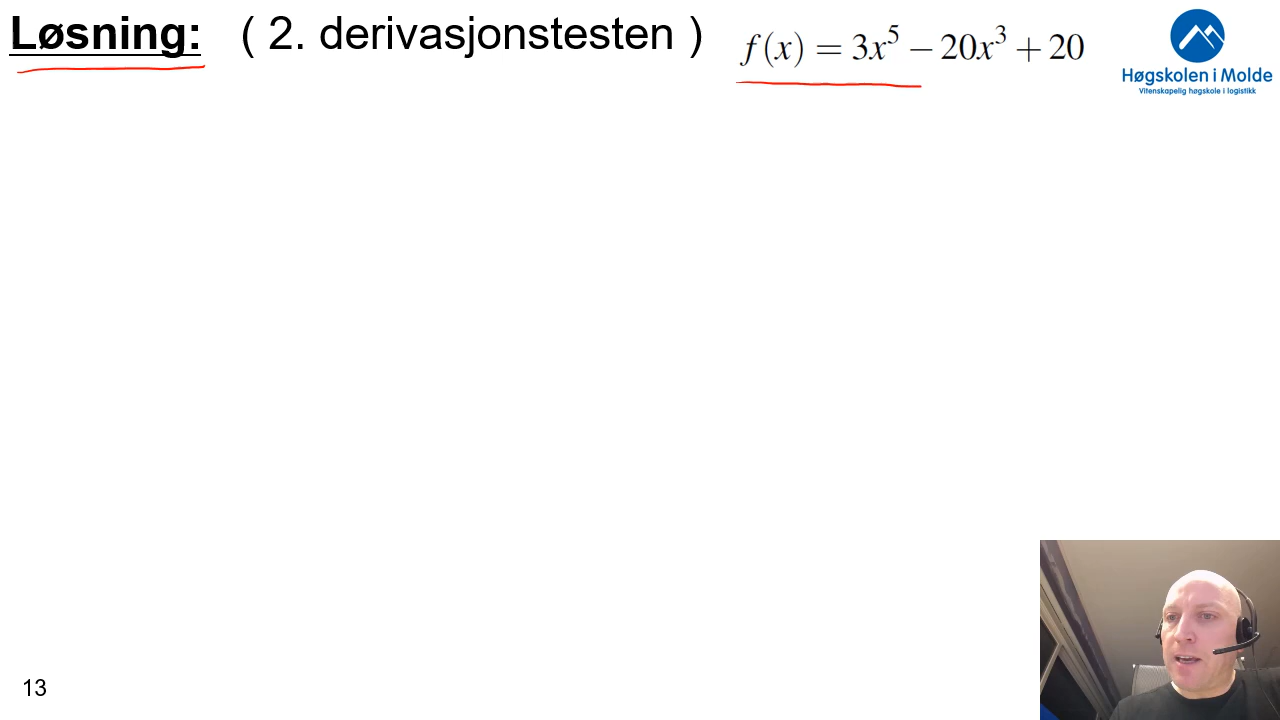 Løsning: ( 2. derivasjonstesten ) f(x) = 3x⁵ − 20x³ + 20
Høgskolen i Molde
Vitenskapelig høgskole i logistikk
13